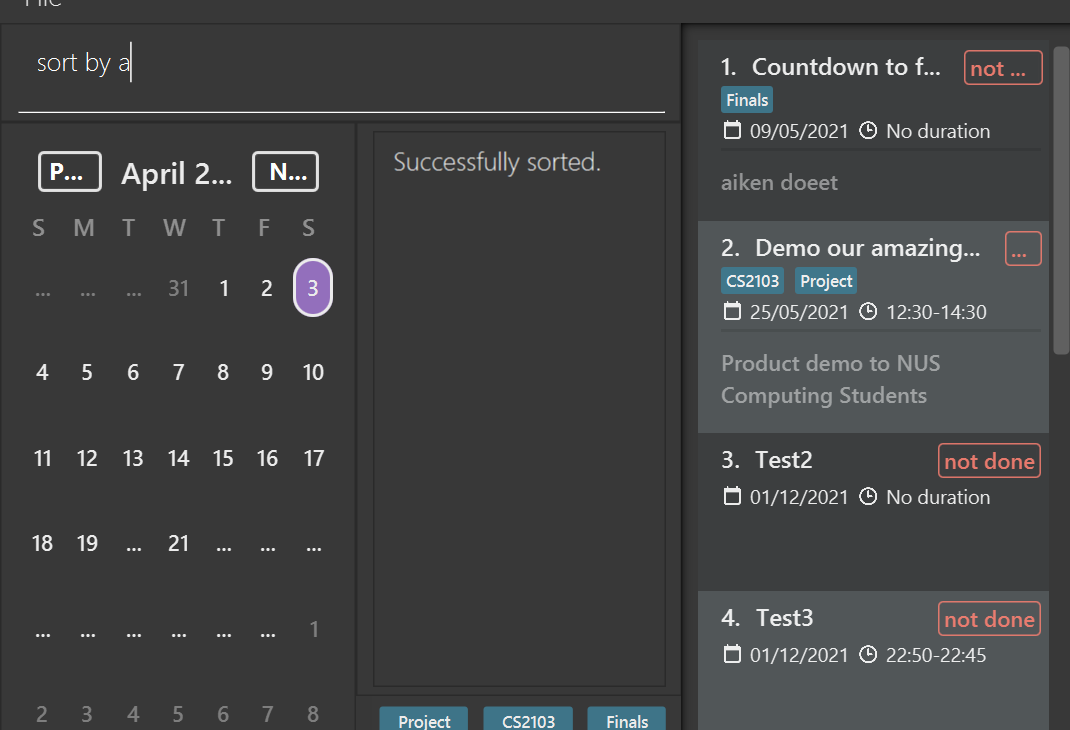 sort by a
P... April 2... N...
S M T W T F S
... ... ... 31 1 2 3
4 5 6 7 8 9 10
11 12 13 14 15 16 17
18 19 ... 21 ... ... ...
... ... ... ... ... ... 1
2 3 4 5 6 7 8
Successfully sorted.
Project CS2103 Finals
1. Countdown to f... not ...
Finals
09/05/2021 No duration
aiken doeet
2. Demo our amazing... ...
CS2103 Project
25/05/2021 12:30-14:30
Product demo to NUS
Computing Students
3. Test2 not done
01/12/2021 No duration
4. Test3 not done
01/12/2021 22:50-22:45